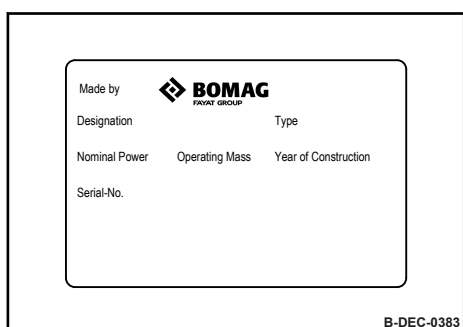 Made by BOMAG
FAYAT GROUP
Designation Type
Nominal Power Operating Mass Year of Construction
Serial-No.
B-DEC-0383